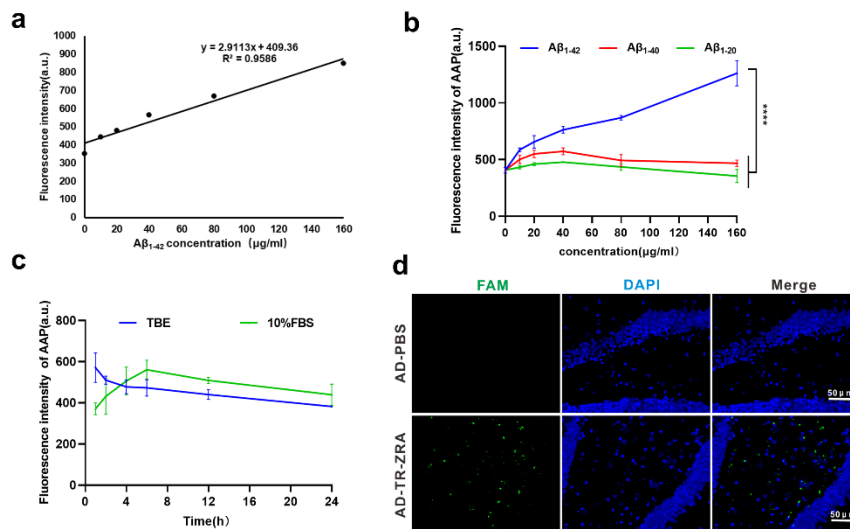 a
y = 2.9113x + 409.36
R² = 0.9586
Fluorescence intensity(a.u.)
1000
900
800
700
600
500
400
300
200
100
0
0 20 40 60 80 100 120 140 160
Aβ1-42 concentration (μg/ml)
b
Aβ1-42 Aβ1-40 Aβ1-20
Fluorescence intensity of AAP(a.u.)
1500
1000
500
0
0 20 40 60 80 100 120 140 160
concentration(μg/ml)
****
c
TBE 10%FBS
Fluorescence intensity of AAP(a.u.)
800
600
400
200
0
0 4 8 12 16 20 24
Time(h)
d
FAM DAPI Merge
AD-PBS
50 μm
AD-TR-ZRA
50 μm